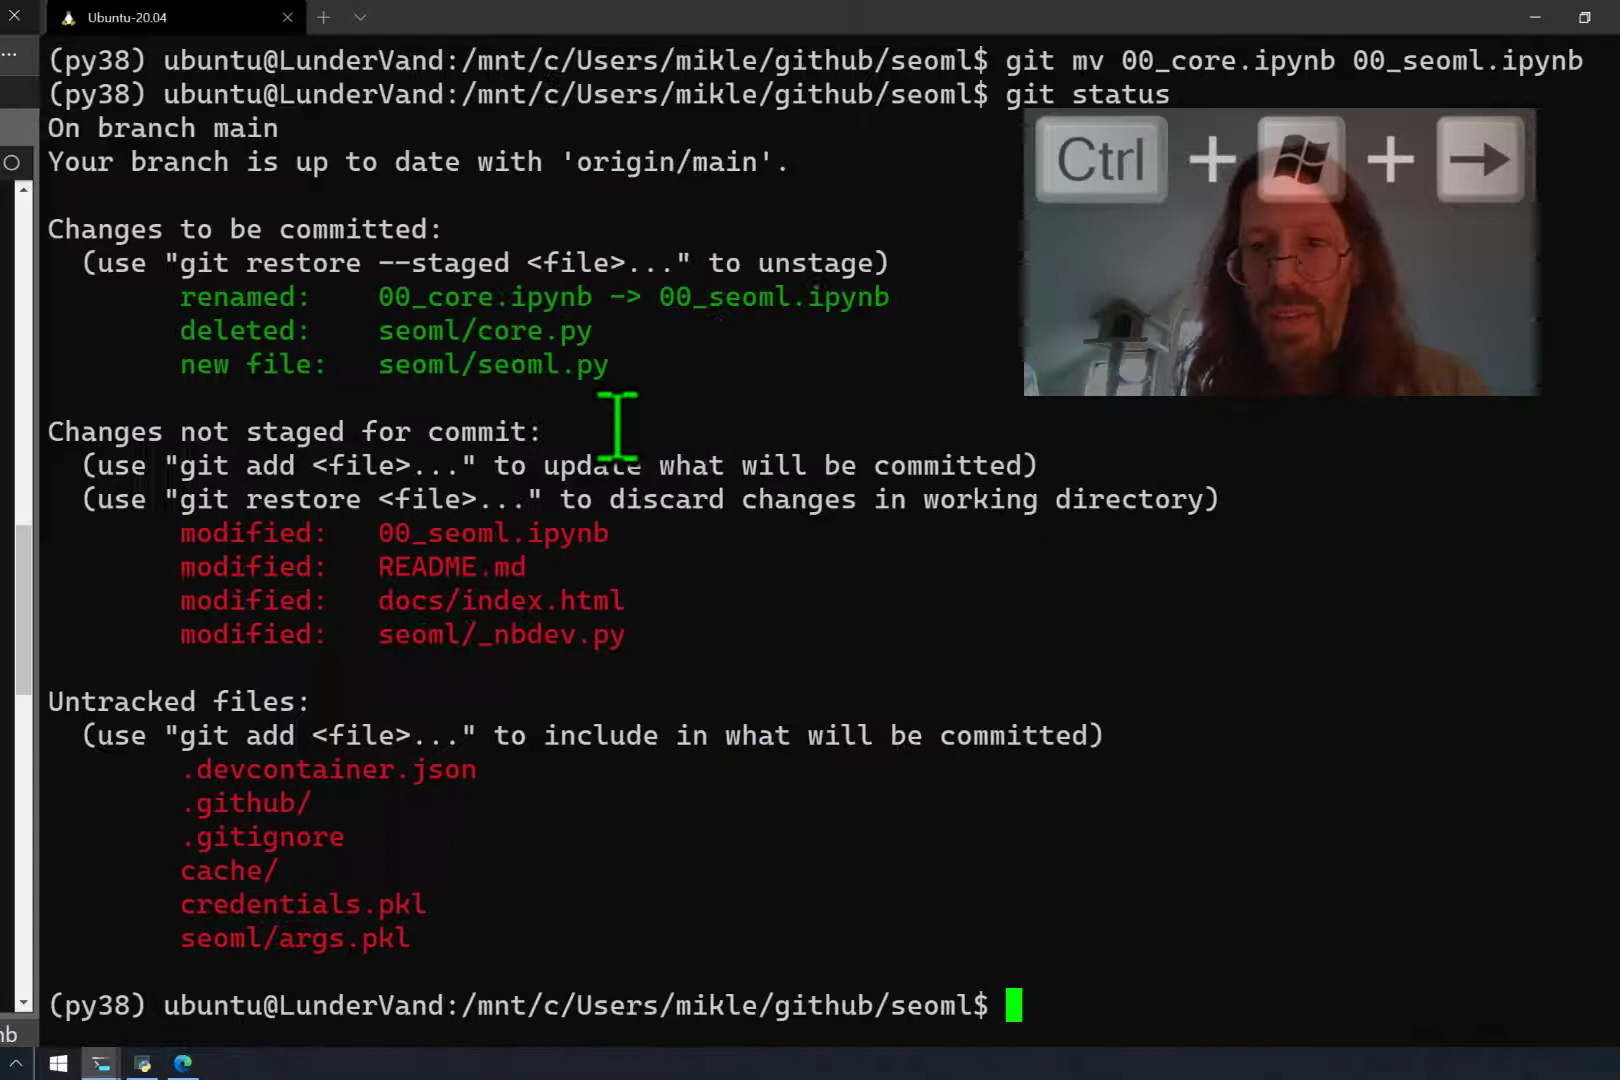 Ubuntu-20.04
(py38) ubuntu@LunderVand:/mnt/c/Users/mikle/github/seoml$ git mv 00_core.ipynb 00_seoml.ipynb
(py38) ubuntu@LunderVand:/mnt/c/Users/mikle/github/seoml$ git status
On branch main
Your branch is up to date with 'origin/main'.
Ctrl + +
Changes to be committed:
(use "git restore --staged <file>..." to unstage)
renamed: 00_core.ipynb -> 00_seoml.ipynb
deleted: seoml/core.py
new file: seoml/seoml.py
Changes not staged for commit:
(use "git add <file>..." to update what will be committed)
(use "git restore <file>..." to discard changes in working directory)
modified: 00_seoml.ipynb
modified: README.md
modified: docs/index.html
modified: seoml/_nbdev.py
Untracked files:
(use "git add <file>..." to include in what will be committed)
.devcontainer.json
.github/
.gitignore
cache/
credentials.pkl
seoml/args.pkl
(py38) ubuntu@LunderVand:/mnt/c/Users/mikle/github/seoml$
nb